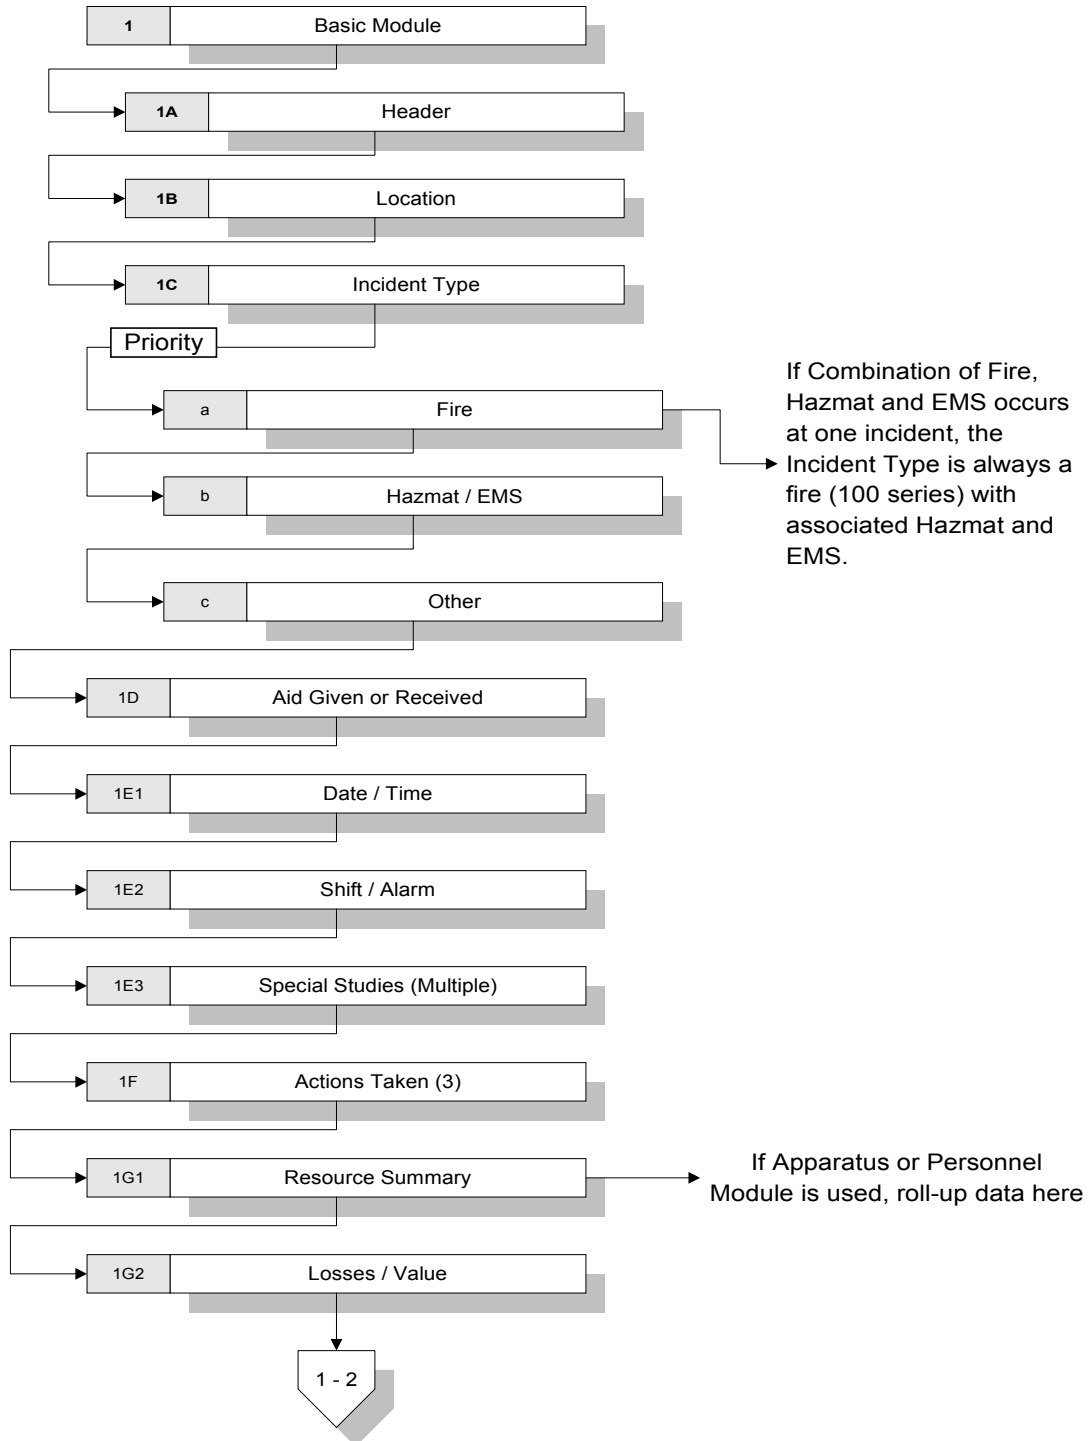 1 Basic Module
1A Header
1B Location
1C Incident Type
Priority
a Fire
If Combination of Fire,
Hazmat and EMS occurs
at one incident, the
Incident Type is always a
fire (100 series) with
associated Hazmat and
EMS.
b Hazmat / EMS
c Other
1D Aid Given or Received
1E1 Date / Time
1E2 Shift / Alarm
1E3 Special Studies (Multiple)
1F Actions Taken (3)
1G1 Resource Summary
If Apparatus or Personnel
Module is used, roll-up data here
1G2 Losses / Value
1 - 2